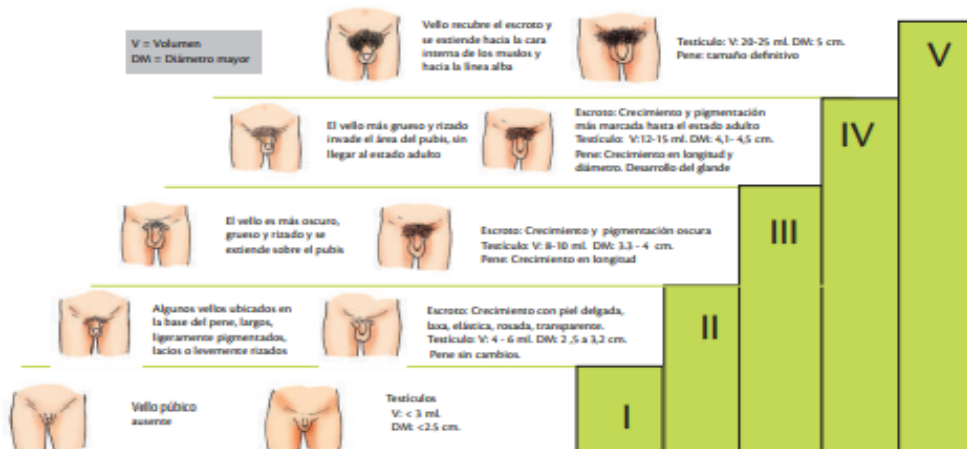 V = Volumen
DM = Diámetro mayor
Vello recubre el escroto y
se extiende hacia la cara
interna de los muslos y
hacia la línea alba
Testículo: V: 20-25 ml. DM: 5 cm.
Pene: tamaño definitivo
V
El vello más grueso y rizado
invade el área del pubis, sin
llegar al estado adulto
Escroto: Crecimiento y pigmentación
más marcada hasta el estado adulto
Testículo: V:12-15 ml. DM: 4,1- 4,5 cm.
Pene: Crecimiento en longitud y
diámetro. Desarrollo del glande
IV
El vello es más oscuro,
grueso y rizado y se
extiende sobre el pubis
Escroto: Crecimiento y pigmentación oscura
Testículo: V: 8-10 ml. DM: 3.3 - 4 cm.
Pene: Crecimiento en longitud
III
Algunos vellos ubicados en
la base del pene, largos,
ligeramente pigmentados,
lacios o levemente rizados
Escroto: Crecimiento con piel delgada,
laxa, elástica, rosada, transparente.
Testículo: V: 4 - 6 ml. DM: 2 ,5 a 3,2 cm.
Pene sin cambios.
II
Vello púbico
ausente
Testículos
V: < 3 ml.
DM: <2.5 cm.
I